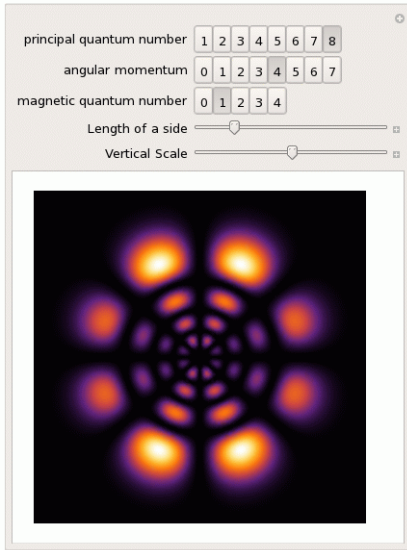 principal quantum number 1 2 3 4 5 6 7 8
angular momentum 0 1 2 3 4 5 6 7
magnetic quantum number 0 1 2 3 4
Length of a side
Vertical Scale